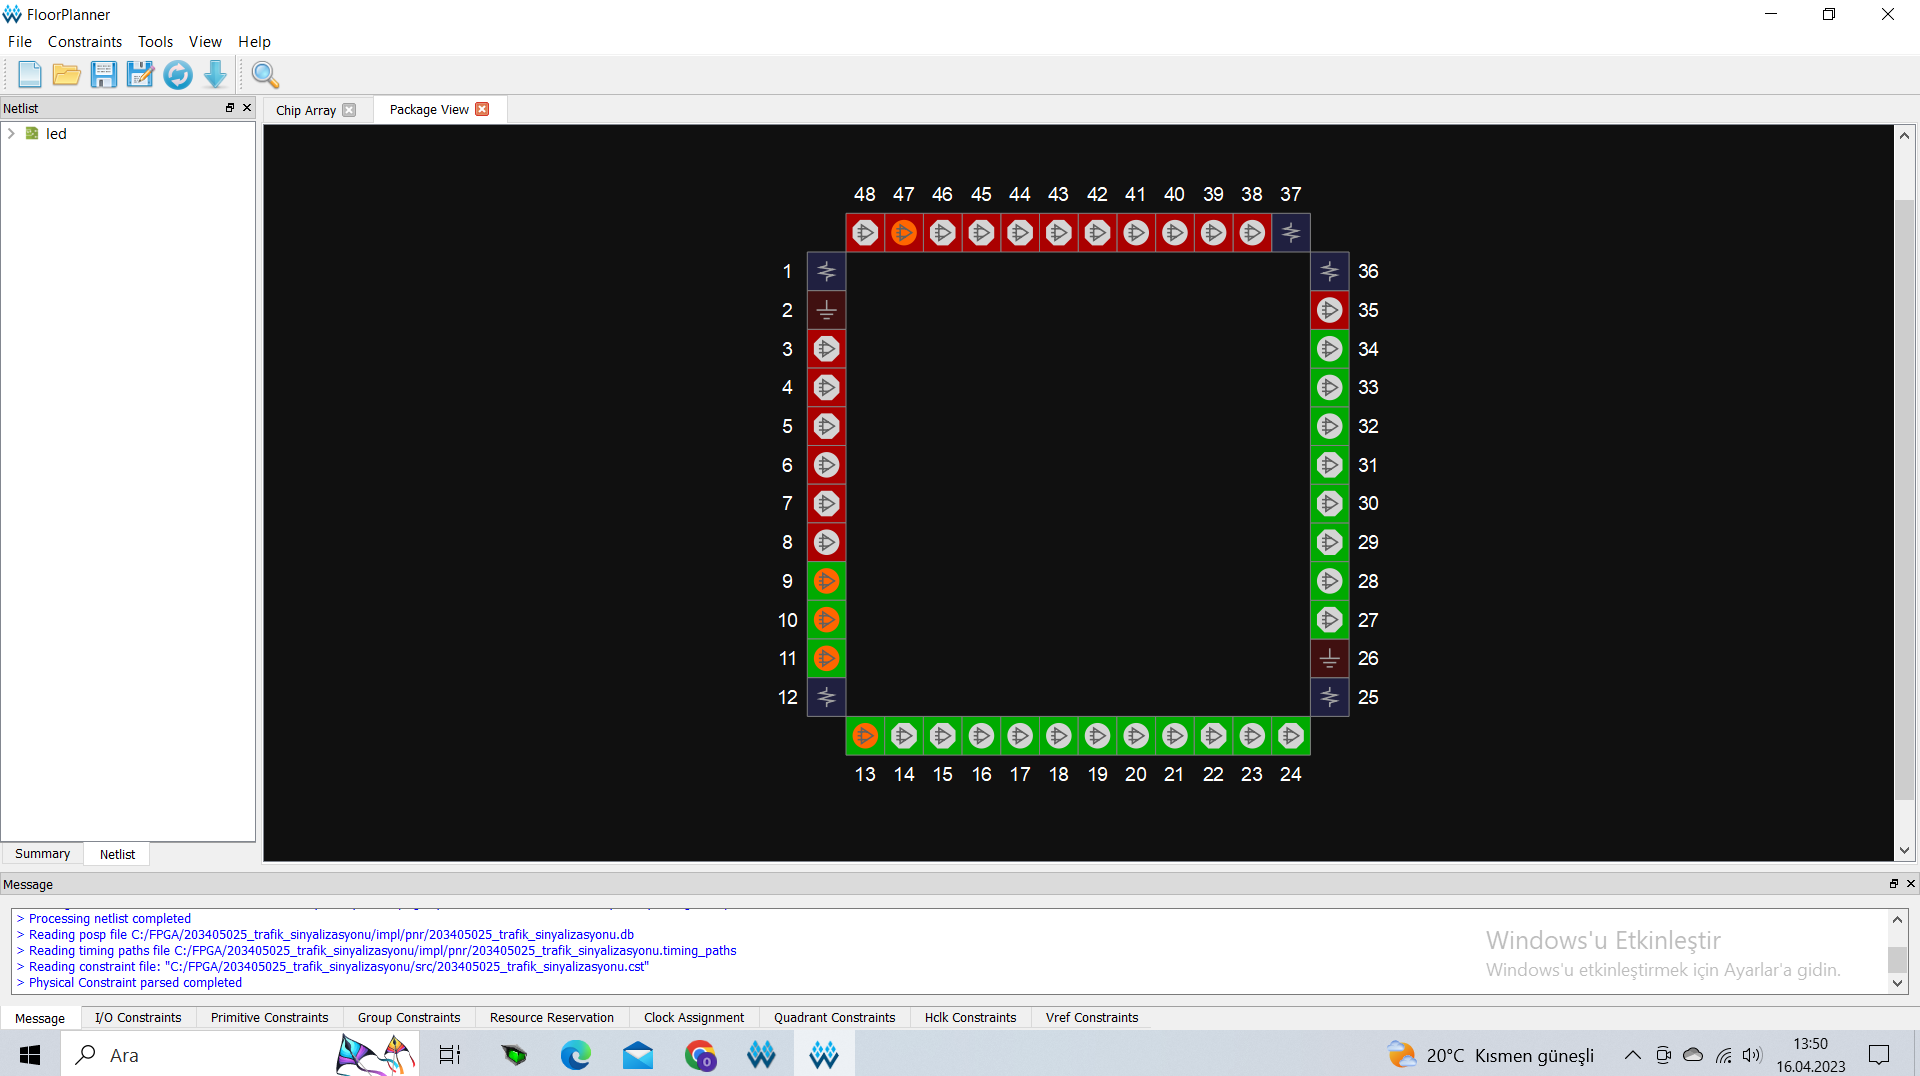 FloorPlanner
File Constraints Tools View Help
Netlist
Chip Array Package View
led
48 47 46 45 44 43 42 41 40 39 38 37
1 36
2 35
3 34
4 33
5 32
6 31
7 30
8 29
9 28
10 27
11 26
12 25
13 14 15 16 17 18 19 20 21 22 23 24
Summary Netlist
Message
> Processing netlist completed
> Reading posp file C:/FPGA/203405025_trafik_sinyalizasyonu/impl/pnr/203405025_trafik_sinyalizasyonu.db
> Reading timing paths file C:/FPGA/203405025_trafik_sinyalizasyonu/impl/pnr/203405025_trafik_sinyalizasyonu.timing_paths
> Reading constraint file: "C:/FPGA/203405025_trafik_sinyalizasyonu/src/203405025_trafik_sinyalizasyonu.cst"
> Physical Constraint parsed completed
Windows'u Etkinleştir
Windows'u etkinleştirmek için Ayarlar'a gidin.
Message I/O Constraints Primitive Constraints Group Constraints Resource Reservation Clock Assignment Quadrant Constraints Hclk Constraints Vref Constraints
Ara
20°C Kısmen güneşli
13:50
16.04.2023